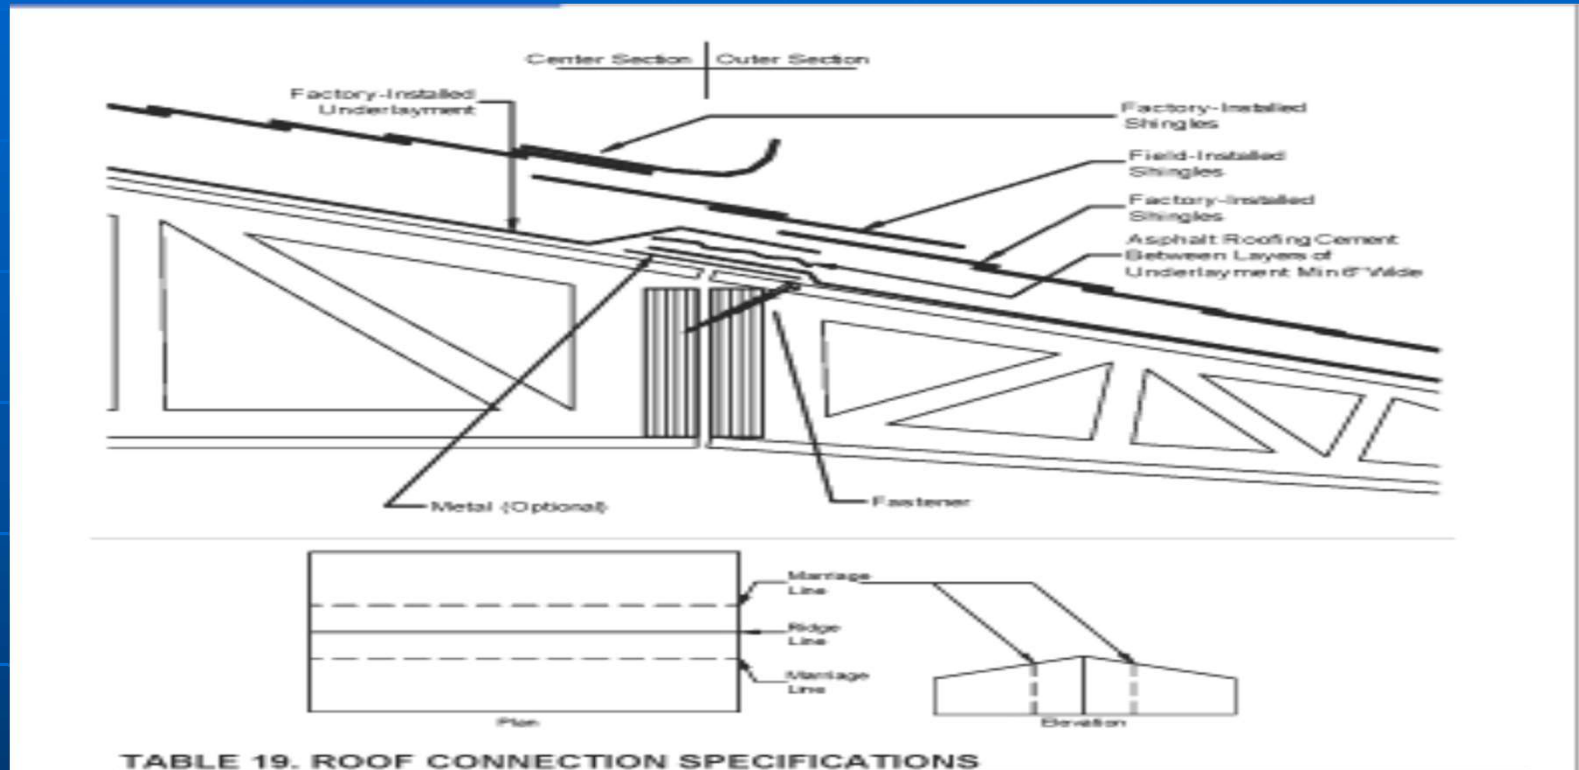 Center Section
Outer Section
Factory-Installed
Underlayment
Factory-Installed
Shingles
Field-Installed
Shingles
Factory-Installed
Shingles
Asphalt Roofing Cement
Between Layers of
Underlayment Min 6" Wide
Metal (Optional)
Fastener
Marriage
Line
Ridge
Line
Marriage
Line
Plan
Elevation
TABLE 19. ROOF CONNECTION SPECIFICATIONS